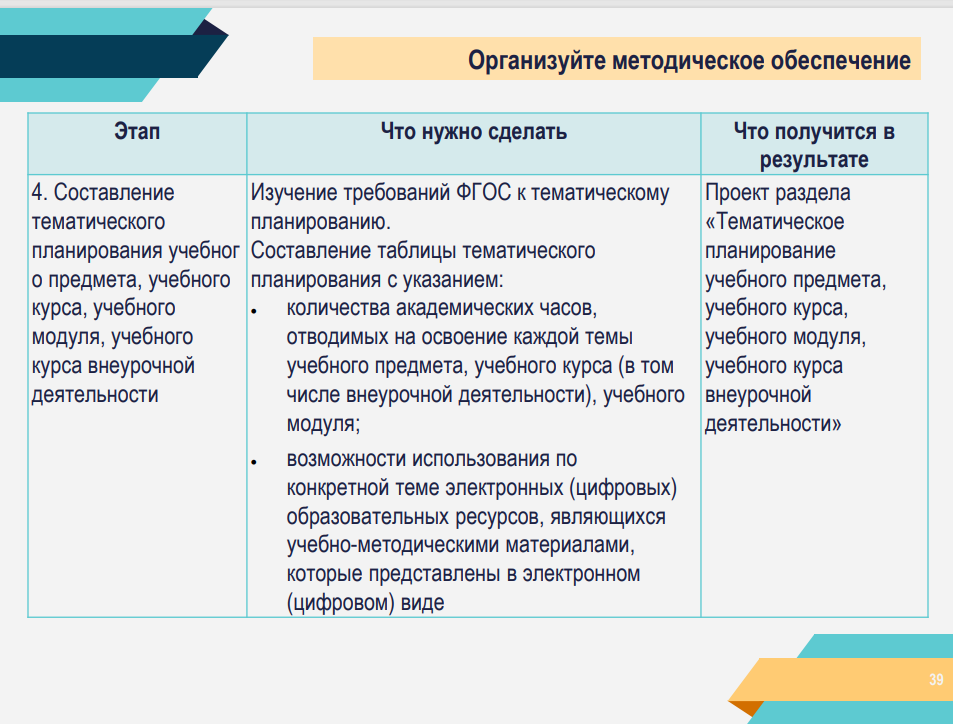 Организуйте методическое обеспечение
Этап
Что нужно сделать
Что получится в
результате
4. Составление
тематического
планирования учебног
о предмета, учебного
курса, учебного
модуля, учебного
курса внеурочной
деятельности
Изучение требований ФГОС к тематическому
планированию.
Составление таблицы тематического
планирования с указанием:
• количества академических часов,
отводимых на освоение каждой темы
учебного предмета, учебного курса (в том
числе внеурочной деятельности), учебного
модуля;
• возможности использования по
конкретной теме электронных (цифровых)
образовательных ресурсов, являющихся
учебно-методическими материалами,
которые представлены в электронном
(цифровом) виде
Проект раздела
«Тематическое
планирование
учебного предмета,
учебного курса,
учебного модуля,
учебного курса
внеурочной
деятельности»
39